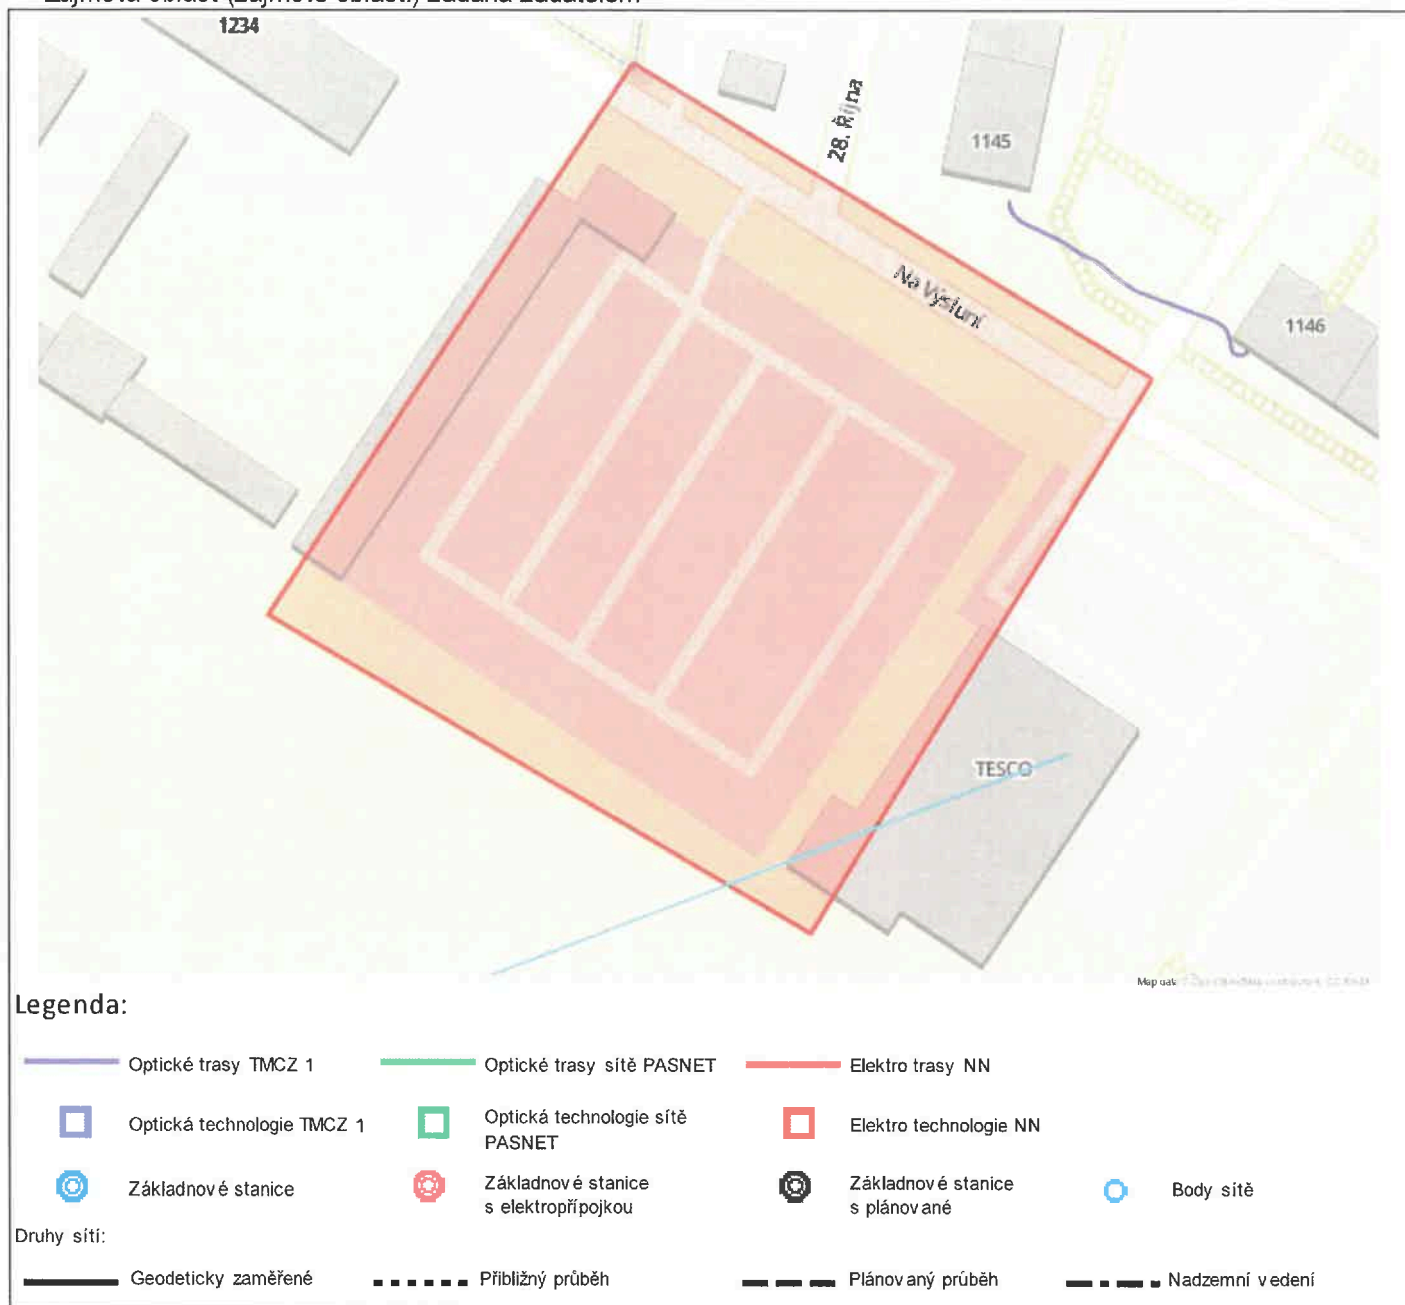 1234
28. Října
1145
Na Výsluní
1146
TESCO
Map data
Legenda:
Optické trasy TMCZ 1
Optické trasy sítě PASNET
Elektro trasy NN
Optická technologie TMCZ 1
Optická technologie sítě
PASNET
Elektro technologie NN
Základnové stanice
Základnové stanice
s elektropřípojkou
Základnové stanice
s plánované
Body sítě
Druhy sítí:
Geodeticky zaměřené
Přibližný průběh
Plánovaný průběh
Nadzemní vedení